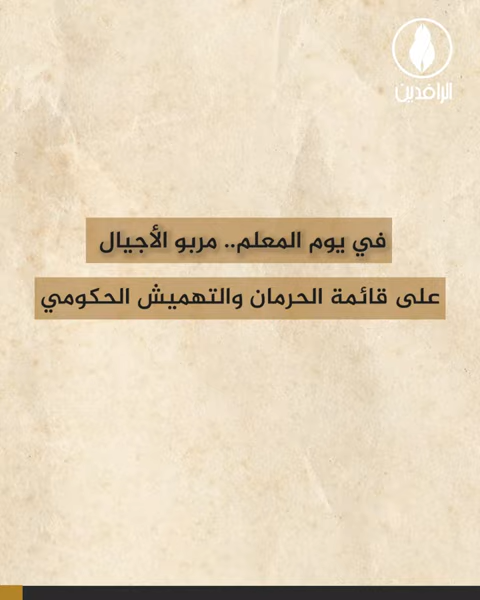 الرافدين
في يوم المعلم.. مربو الأجيال
على قائمة الحرمان والتهميش الحكومي